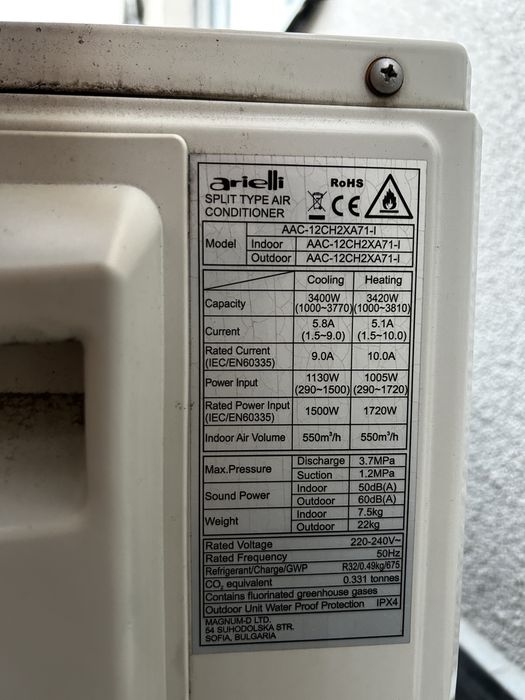 arielli
RoHS
SPLIT TYPE AIR
CONDITIONER
CE
Model AAC-12CH2XA71-I
Indoor AAC-12CH2XA71-I
Outdoor AAC-12CH2XA71-I
Cooling Heating
Capacity 3400W (1000~3770) 3420W (1000~3810)
Current 5.8A (1.5~9.0) 5.1A (1.5~10.0)
Rated Current (IEC/EN60335) 9.0A 10.0A
Power Input 1130W (290~1500) 1005W (290~1720)
Rated Power Input (IEC/EN60335) 1500W 1720W
Indoor Air Volume 550m³/h 550m³/h
Max.Pressure Discharge 3.7MPa
Suction 1.2MPa
Sound Power Indoor 50dB(A)
Outdoor 60dB(A)
Weight Indoor 7.5kg
Outdoor 22kg
Rated Voltage 220-240V~
Rated Frequency 50Hz
Refrigerant/Charge/GWP R32/0.49kg/675
CO₂ equivalent 0.331 tonnes
Contains fluorinated greenhouse gases
Outdoor Unit Water Proof Protection IPX4
MAGNUM-D LTD.
54 SUHODOLSKA STR.
SOFIA, BULGARIA